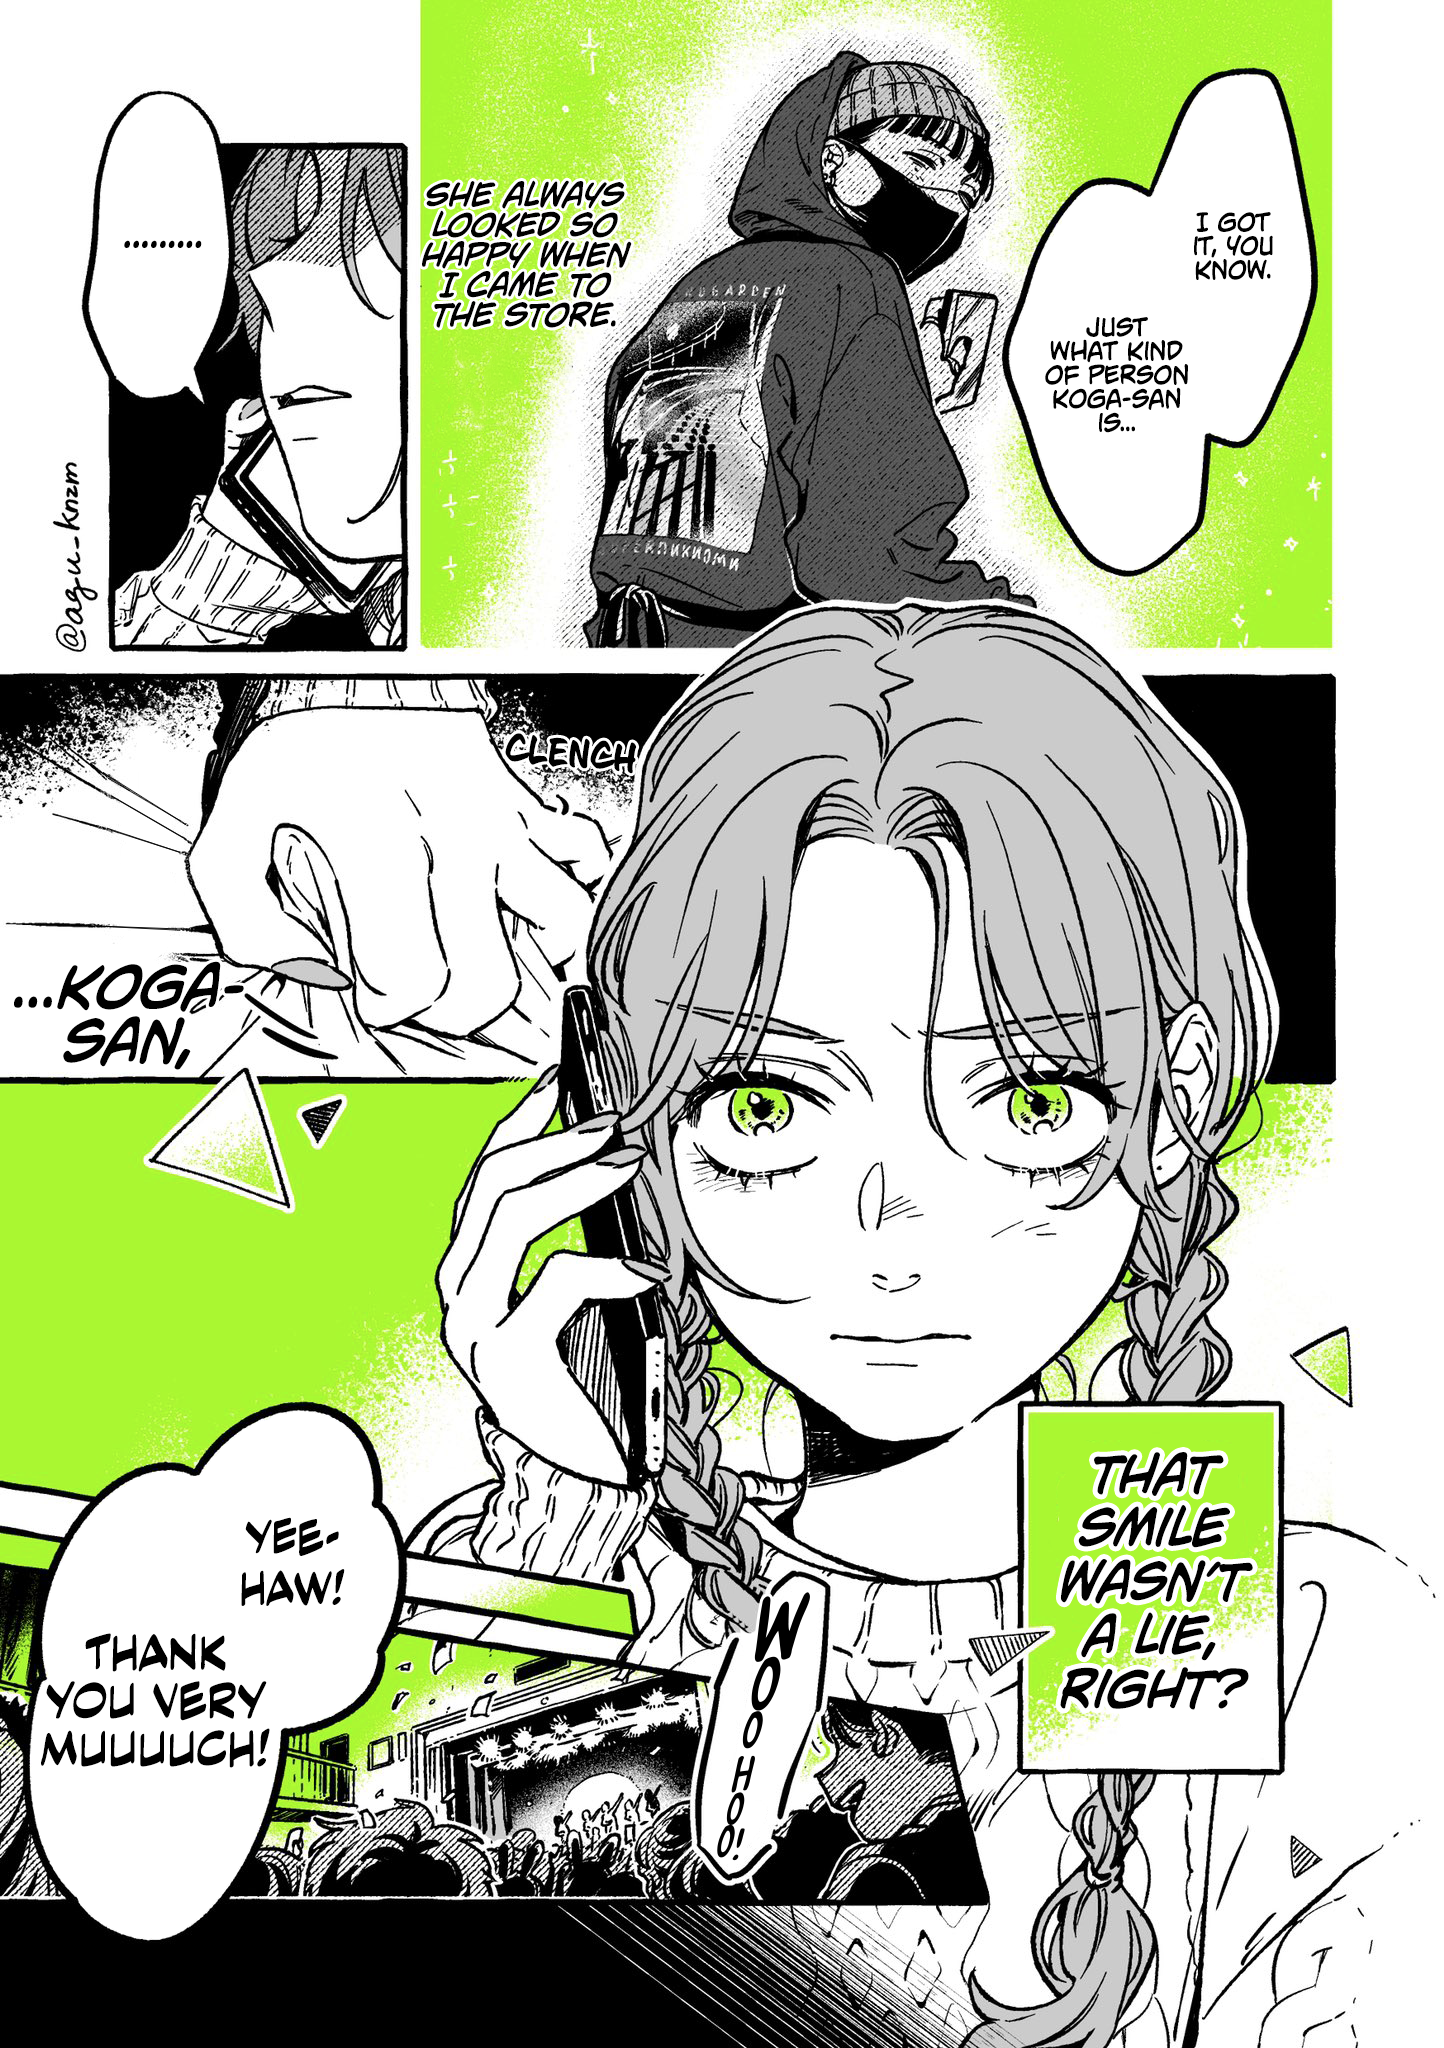 I GOT
IT, YOU
KNOW.
JUST
WHAT KIND
OF PERSON
KOGA-SAN
IS...
SHE ALWAYS
LOOKED SO
HAPPY WHEN
I CAME TO
THE STORE.
.........
@agu_knzm
CLENCH
...KOGA-
SAN,
THAT
SMILE
WASN'T
A LIE,
RIGHT?
YEE-
HAW!
THANK
YOU VERY
MUUUUCH!
WOOHOO!